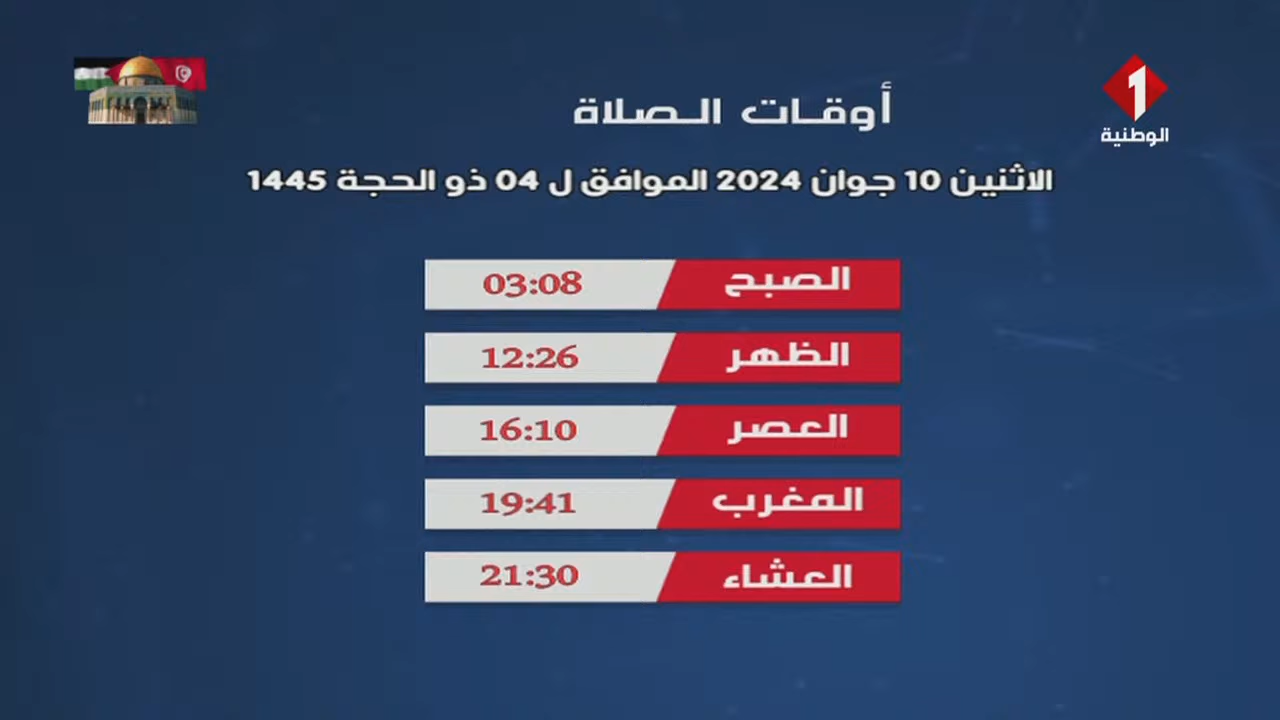 أوقات الصلاة
1
الوطنية
الاثنين 10 جوان 2024 الموافق ل 04 ذو الحجة 1445
الصبح 03:08
الظهر 12:26
العصر 16:10
المغرب 19:41
العشاء 21:30